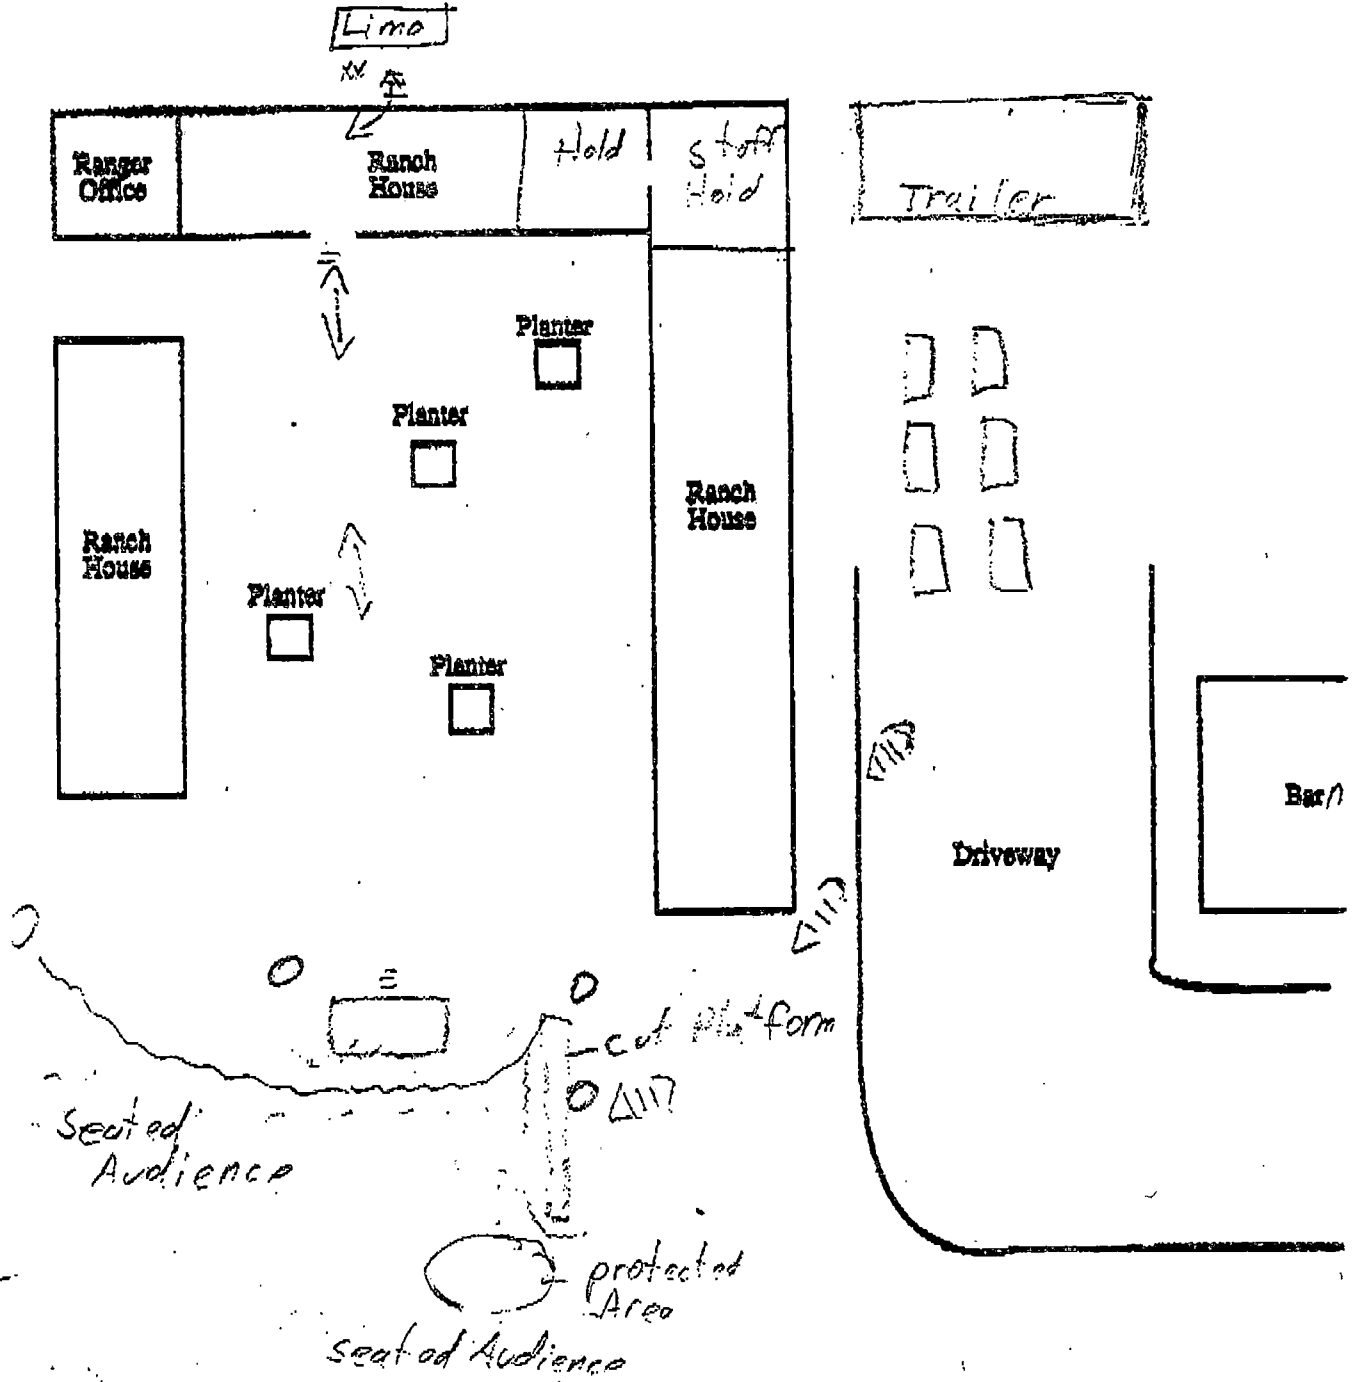 Limo
Ranger
Office
Ranch
House
Hold
Staff
Hold
Trailer
Planter
Planter
Ranch
House
Ranch
House
Planter
Planter
Barn
Driveway
Cut Platform
Seated
Audience
protected
Area
seated Audience